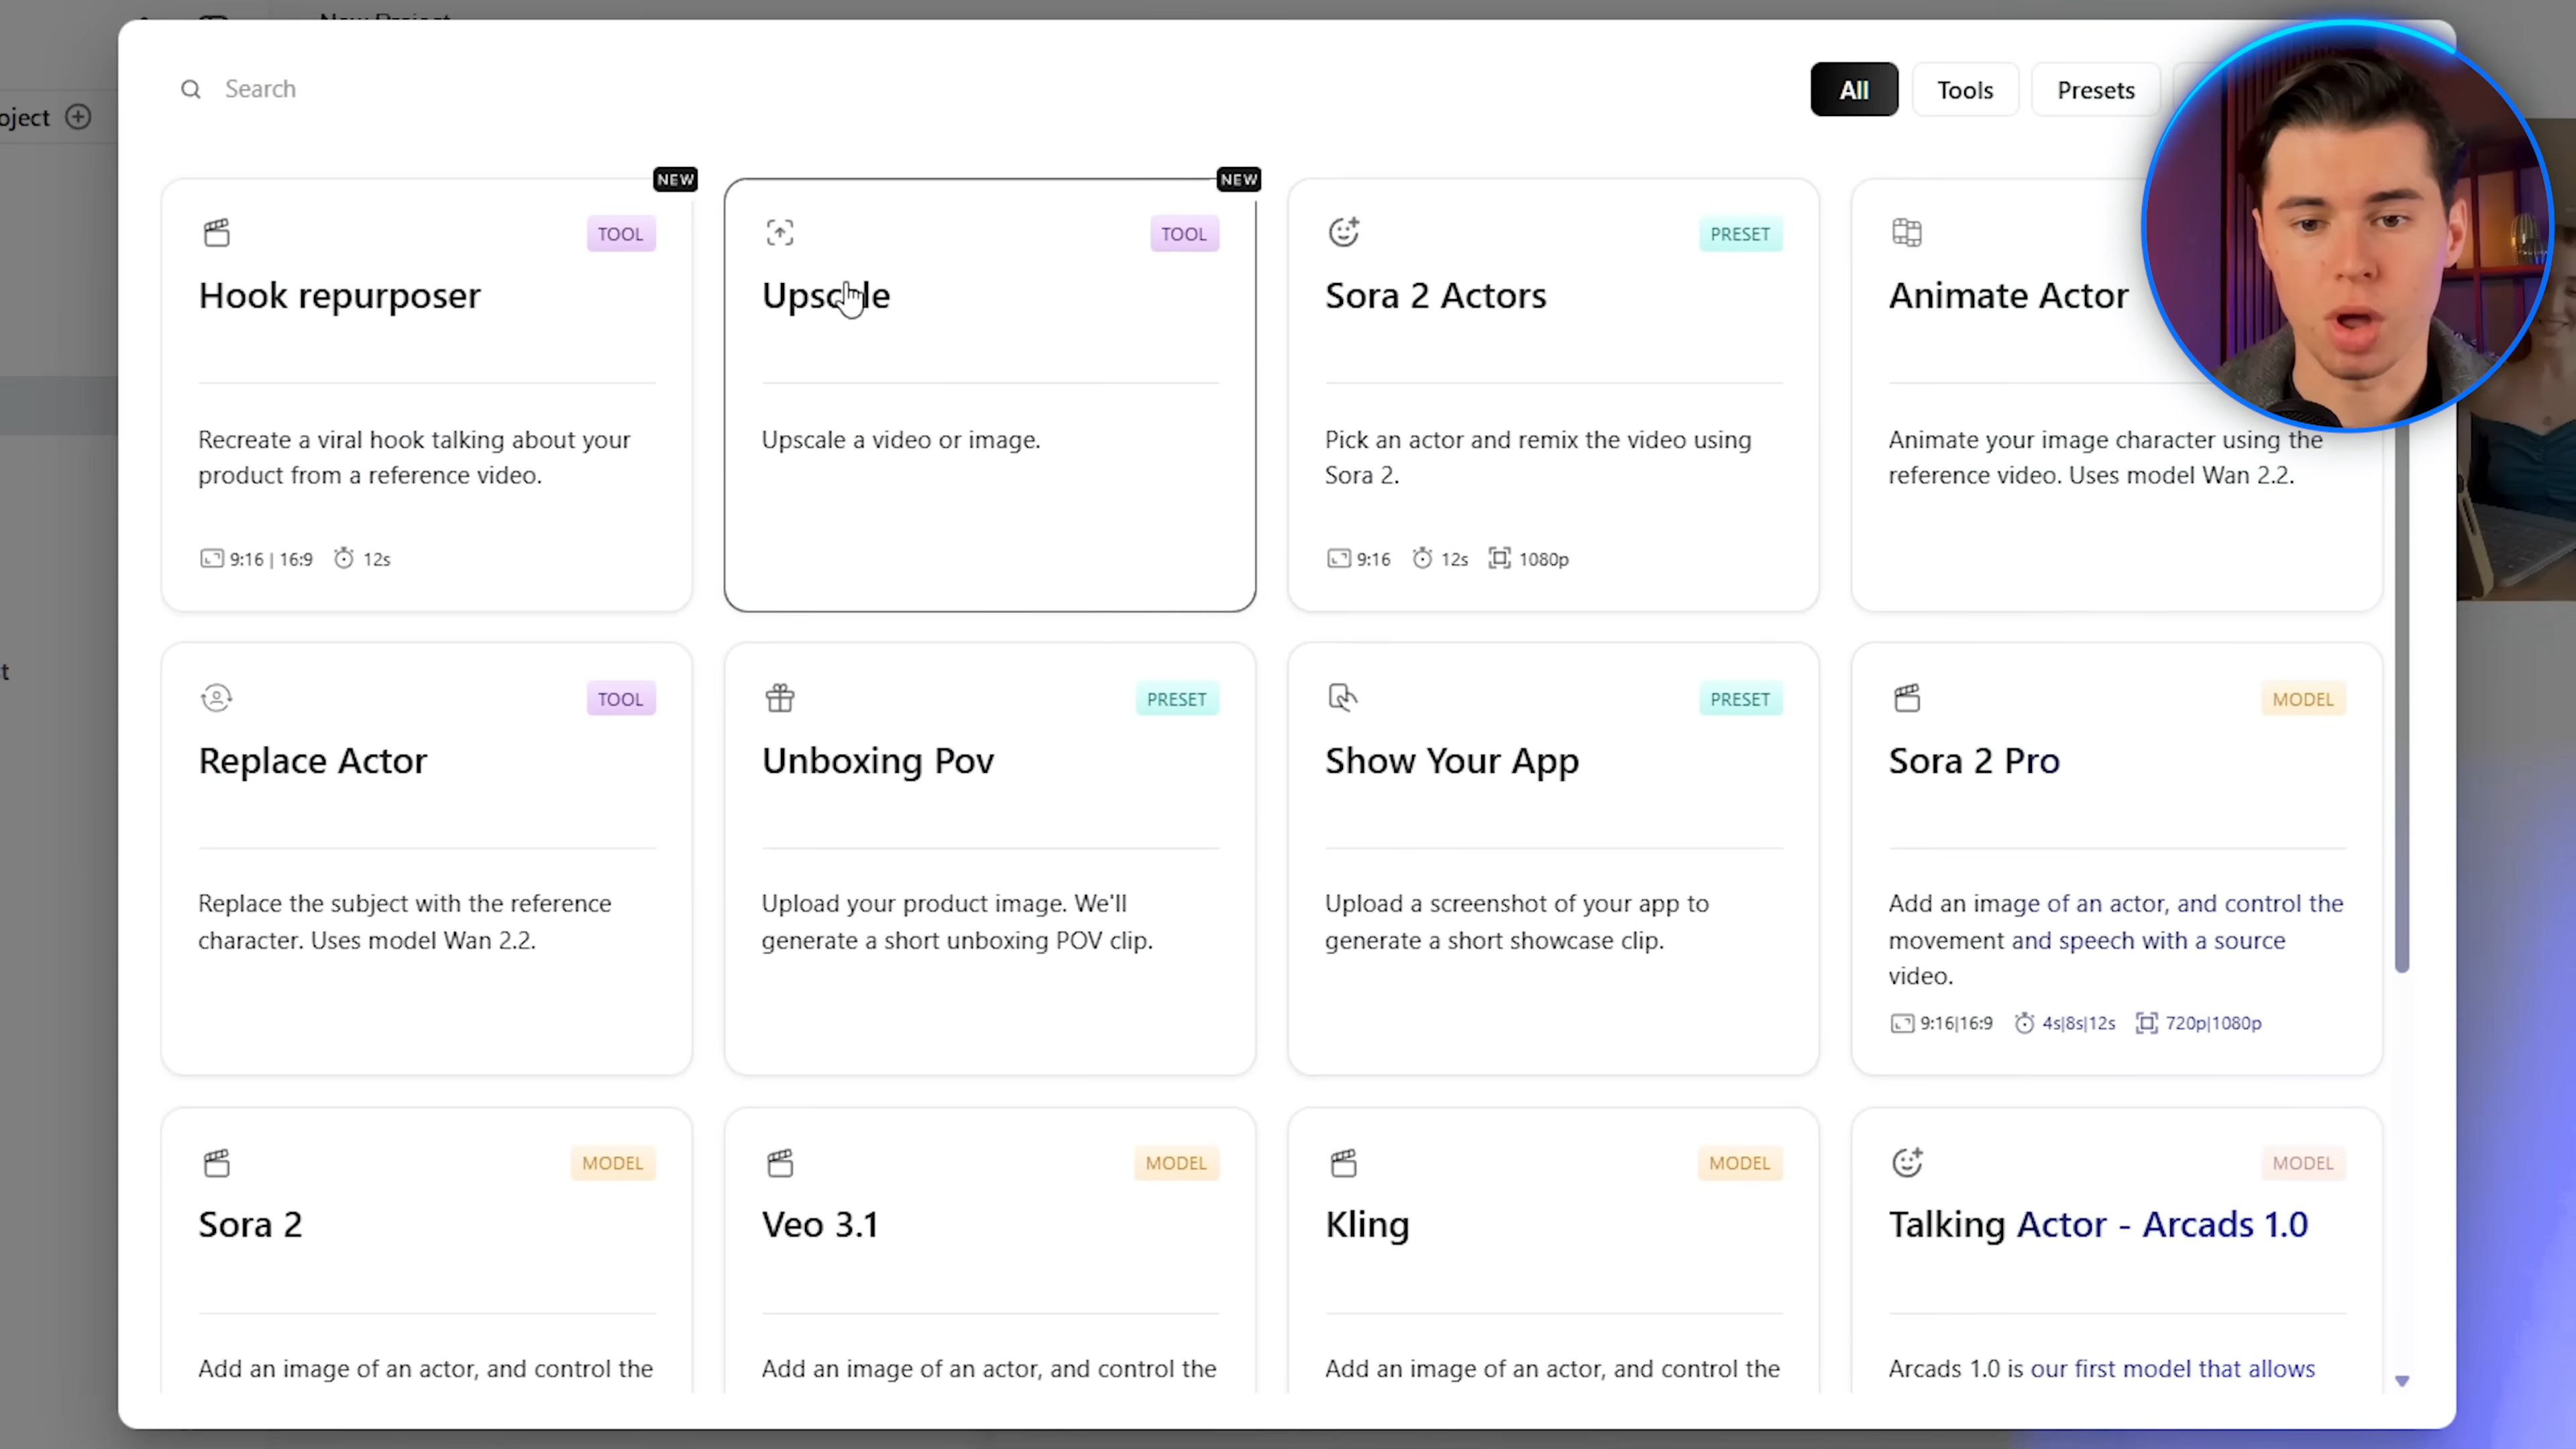 New Project
Search
All
Tools
Presets
oject
NEW
TOOL
Hook repurposer
Recreate a viral hook talking about your
product from a reference video.
9:16 | 16:9 12s
NEW
TOOL
Upscale
Upscale a video or image.
PRESET
Sora 2 Actors
Pick an actor and remix the video using
Sora 2.
9:16 12s 1080p
Animate Actor
Animate your image character using the
reference video. Uses model Wan 2.2.
t
TOOL
Replace Actor
Replace the subject with the reference
character. Uses model Wan 2.2.
PRESET
Unboxing Pov
Upload your product image. We'll
generate a short unboxing POV clip.
PRESET
Show Your App
Upload a screenshot of your app to
generate a short showcase clip.
MODEL
Sora 2 Pro
Add an image of an actor, and control the
movement and speech with a source
video.
9:16|16:9 4s|8s|12s 720p|1080p
MODEL
Sora 2
Add an image of an actor, and control the
MODEL
Veo 3.1
Add an image of an actor, and control the
MODEL
Kling
Add an image of an actor, and control the
MODEL
Talking Actor - Arcads 1.0
Arcads 1.0 is our first model that allows